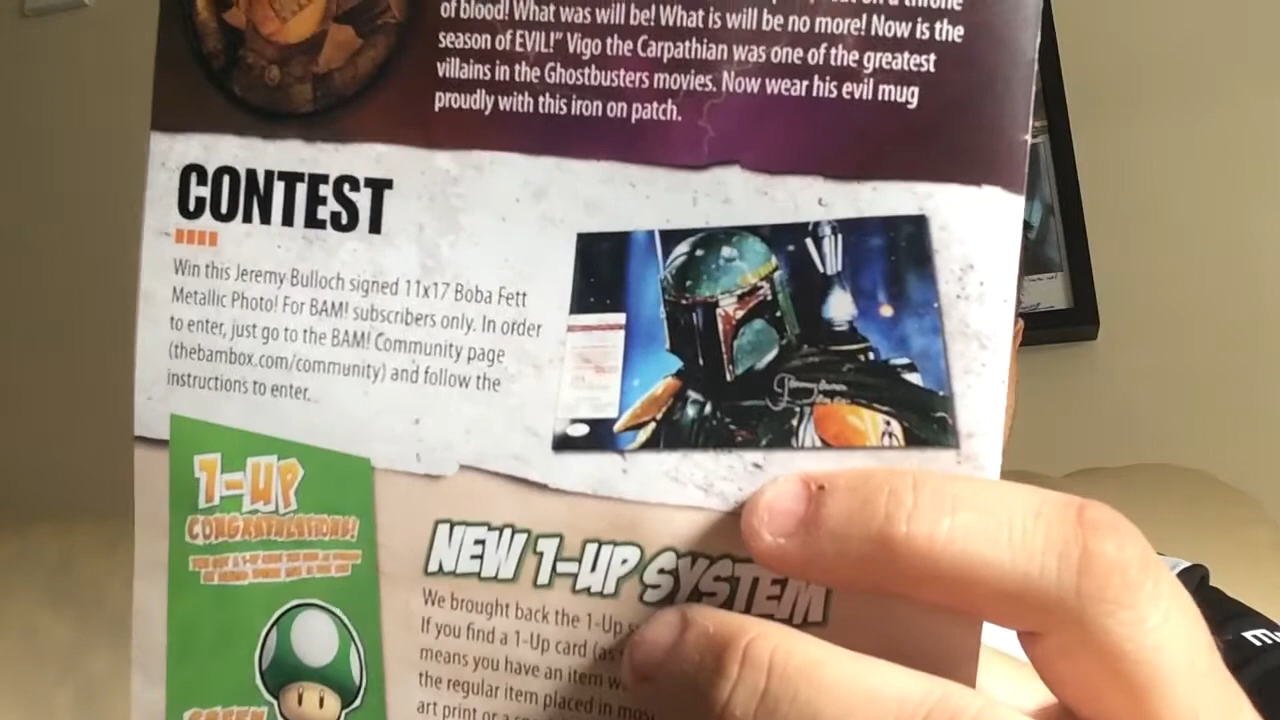 of blood! What was will be! What is will be no more! Now is the
season of EVIL!" Vigo the Carpathian was one of the greatest
villains in the Ghostbusters movies. Now wear his evil mug
proudly with this iron on patch.
CONTEST
Win this Jeremy Bulloch signed 11x17 Boba Fett
Metallic Photo! For BAM! subscribers only. In order
to enter, just go to the BAM! Community page
(thebambox.com/community) and follow the
instructions to enter.
1-UP
CONGRATULATIONS!
GREEN
NEW 1-UP SYSTEM
We brought back the 1-Up
If you find a 1-Up card (as
means you have an item
the regular item placed in
art print or a